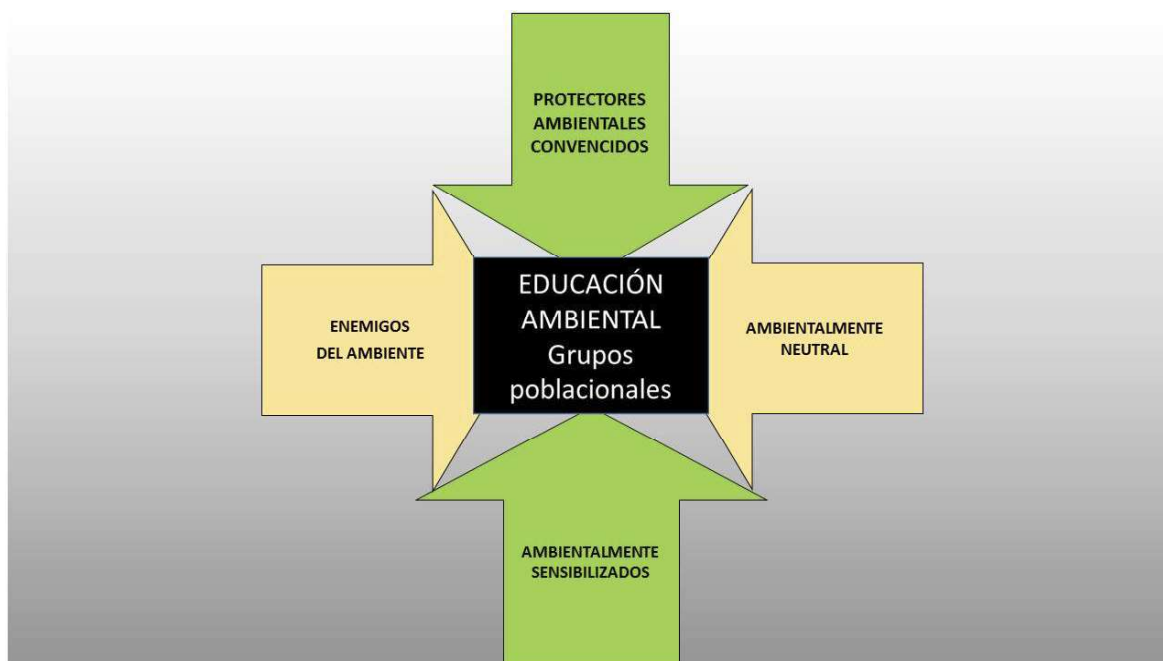 PROTECTORES
AMBIENTALES
CONVENCIDOS
ENEMIGOS
DEL AMBIENTE
EDUCACIÓN
AMBIENTAL
Grupos
poblacionales
AMBIENTALMENTE
NEUTRAL
AMBIENTALMENTE
SENSIBILIZADOS